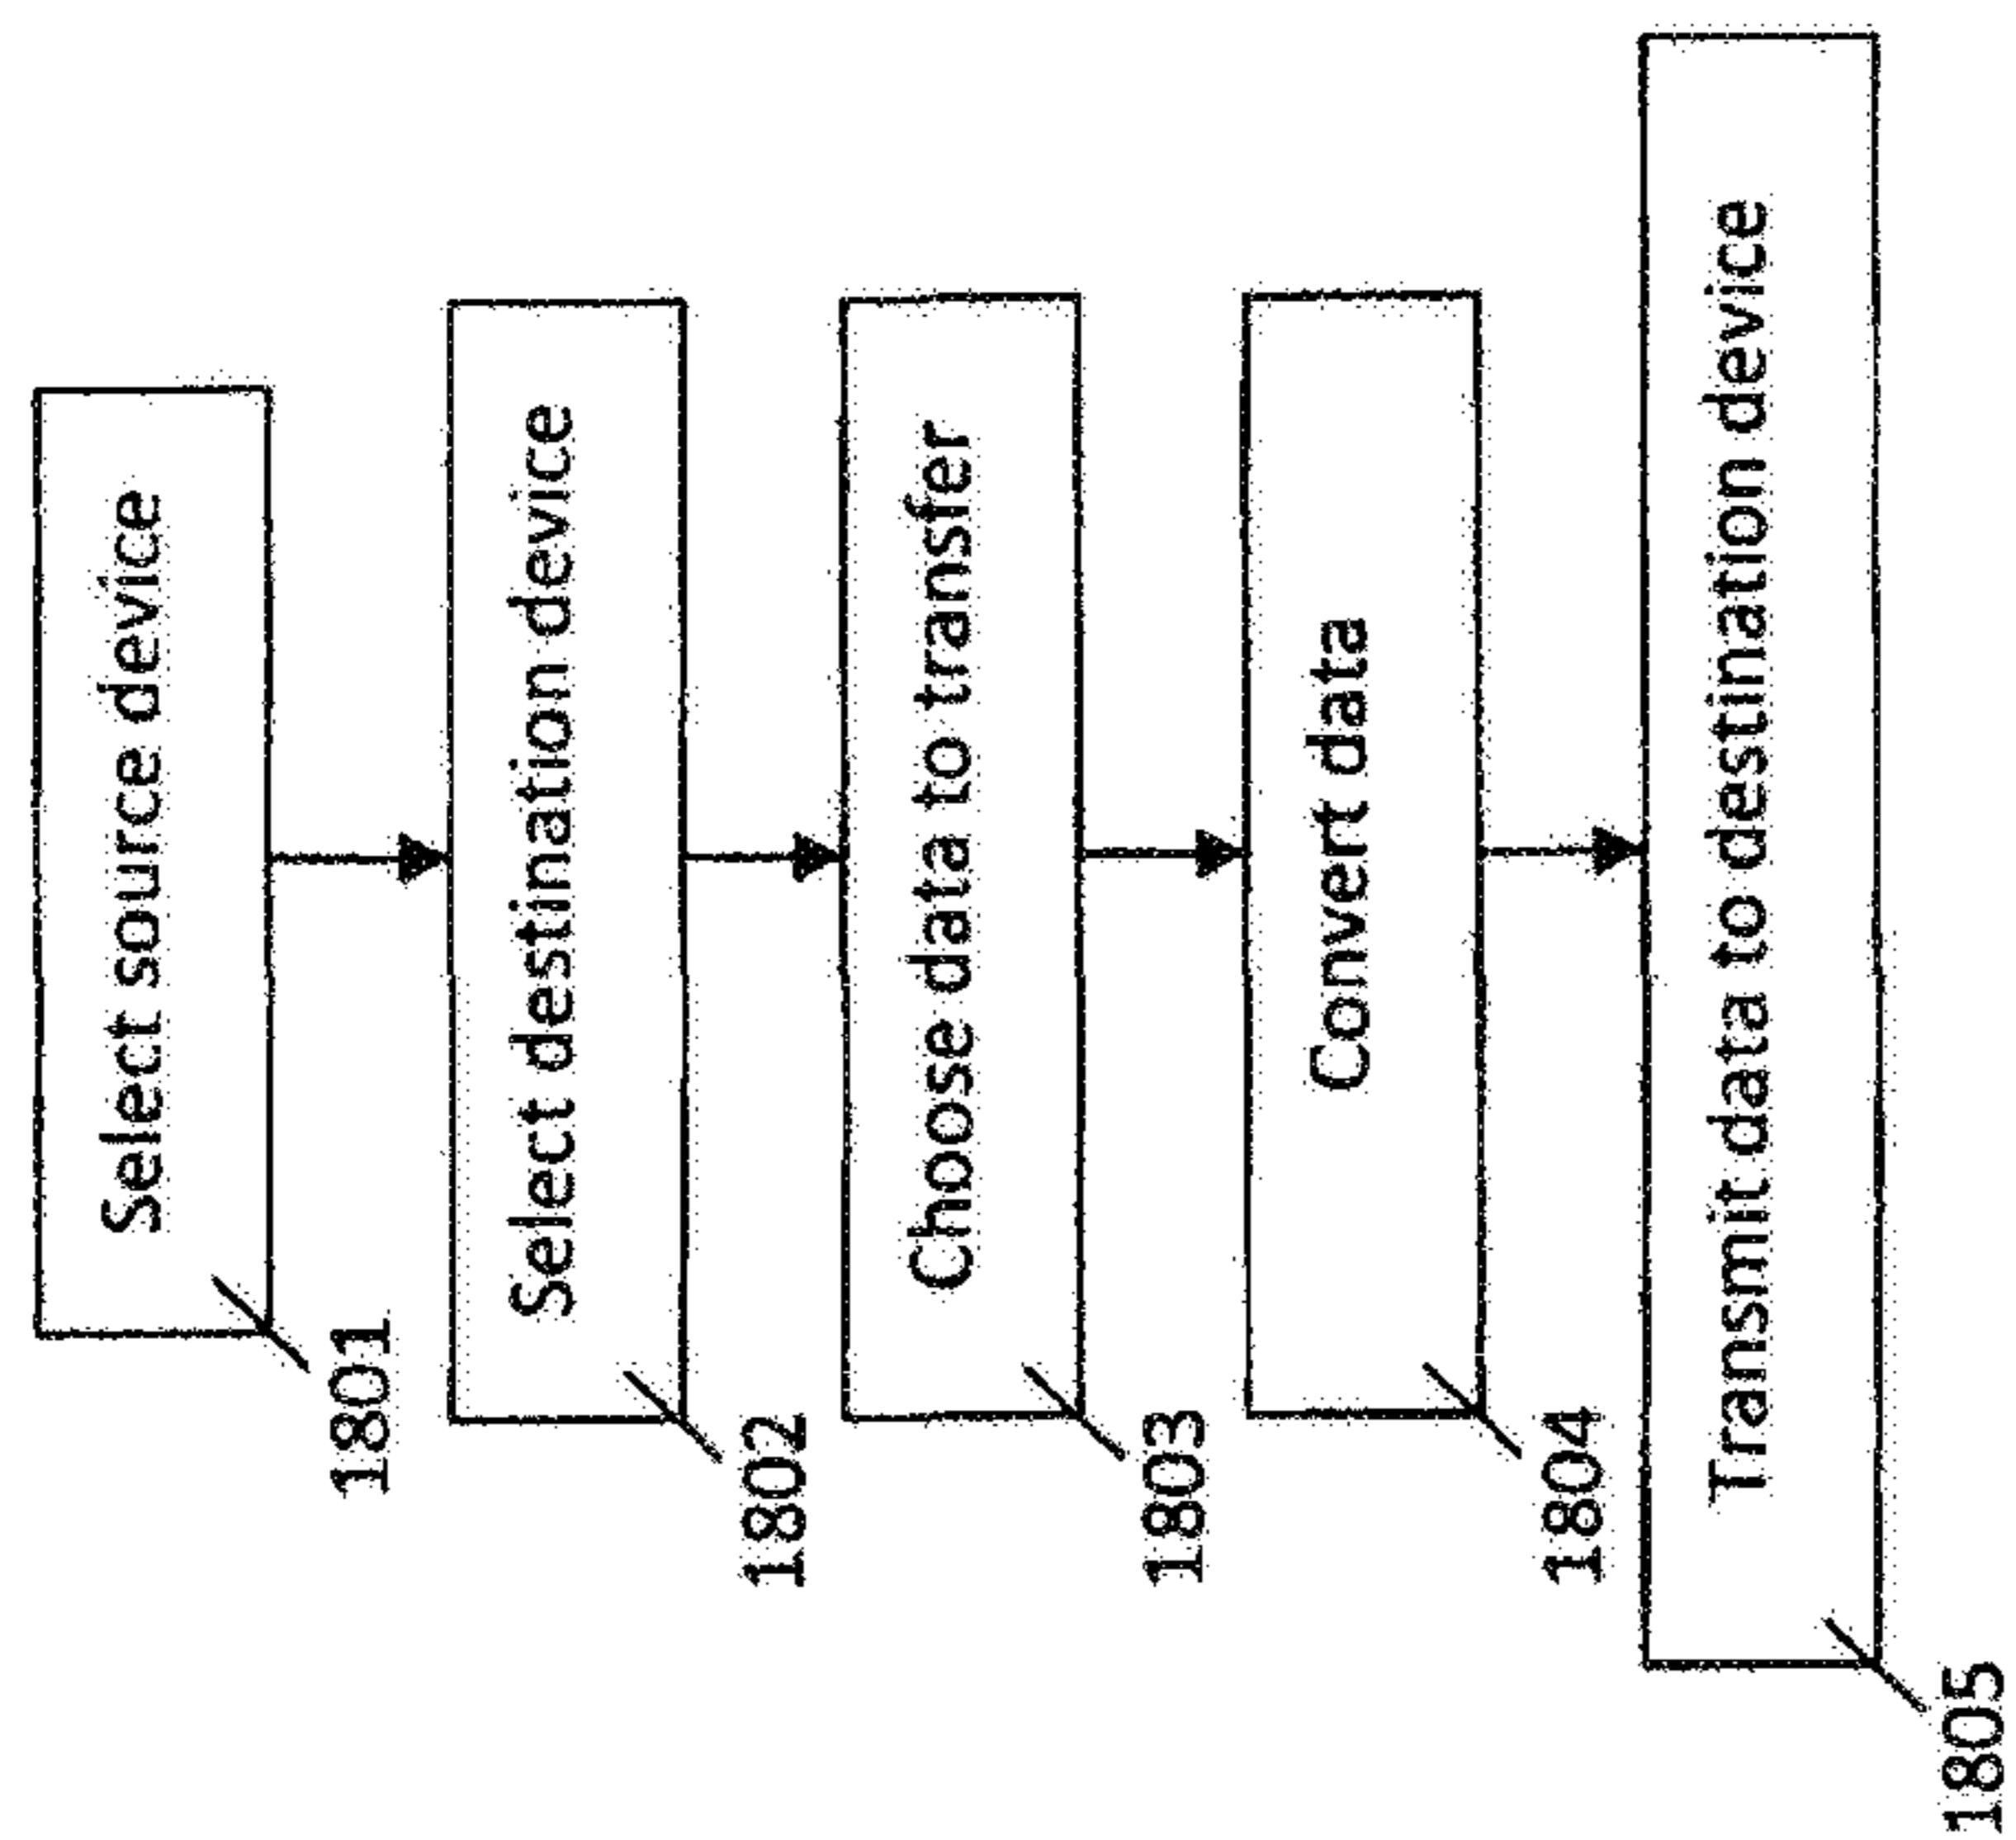 Select source device
1801
Select destination device
1802
Choose data to transfer
1803
Convert data
1804
Transmit data to destination device
1805